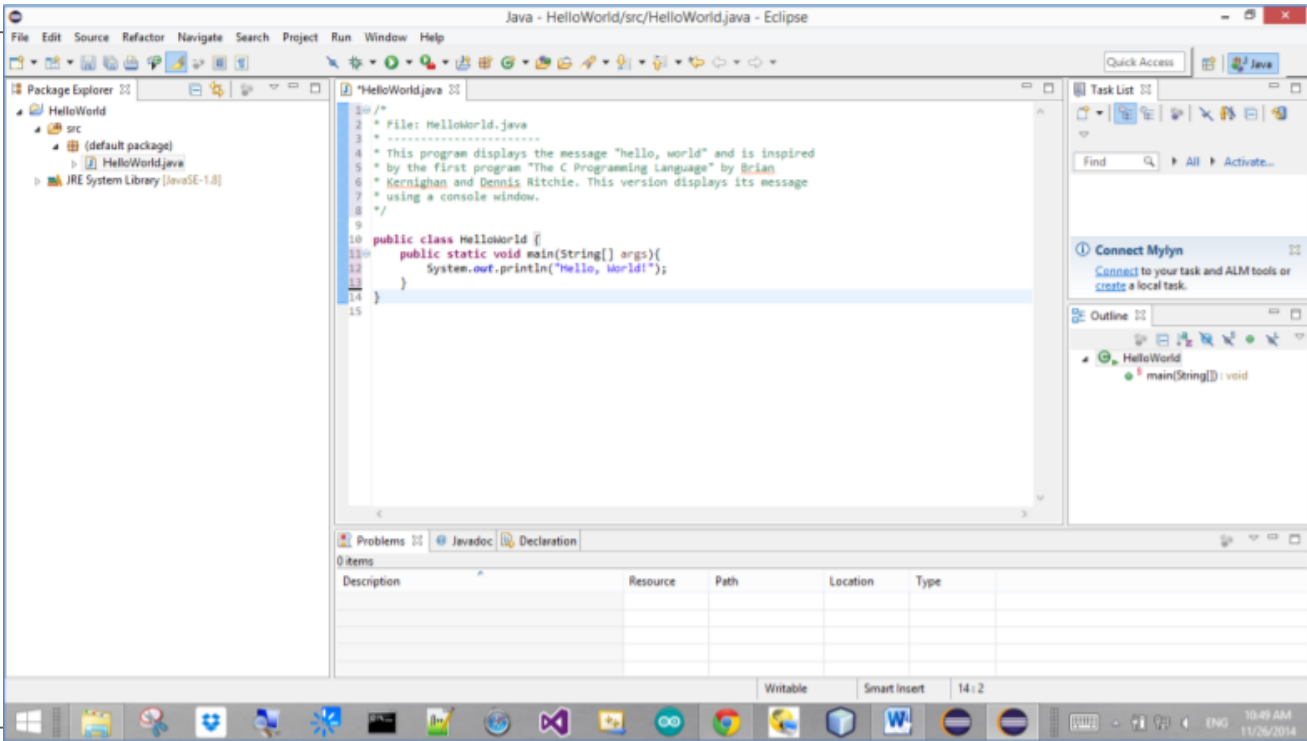 Java - HelloWorld/src/HelloWorld.java - Eclipse
File Edit Source Refactor Navigate Search Project Run Window Help
Quick Access
Java
Package Explorer
HelloWorld
src
(default package)
HelloWorld.java
JRE System Library [JavaSE-1.8]
*HelloWorld.java
1 /*
2 * File: HelloWorld.java
3 * -----------------------
4 * This program displays the message "hello, world" and is inspired
5 * by the first program "The C Programming Language" by Brian
6 * Kernighan and Dennis Ritchie. This version displays its message
7 * using a console window.
8 */
9
10 public class HelloWorld {
11 public static void main(String[] args){
12 System.out.println("Hello, World!");
13 }
14 }
15
Task List
Find All Activate...
Connect Mylyn
Connect to your task and ALM tools or
create a local task.
Outline
HelloWorld
main(String[]) : void
Problems Javadoc Declaration
0 items
Description Resource Path Location Type
Writable Smart Insert 14 : 2
ENG
10:49 AM
11/26/2014